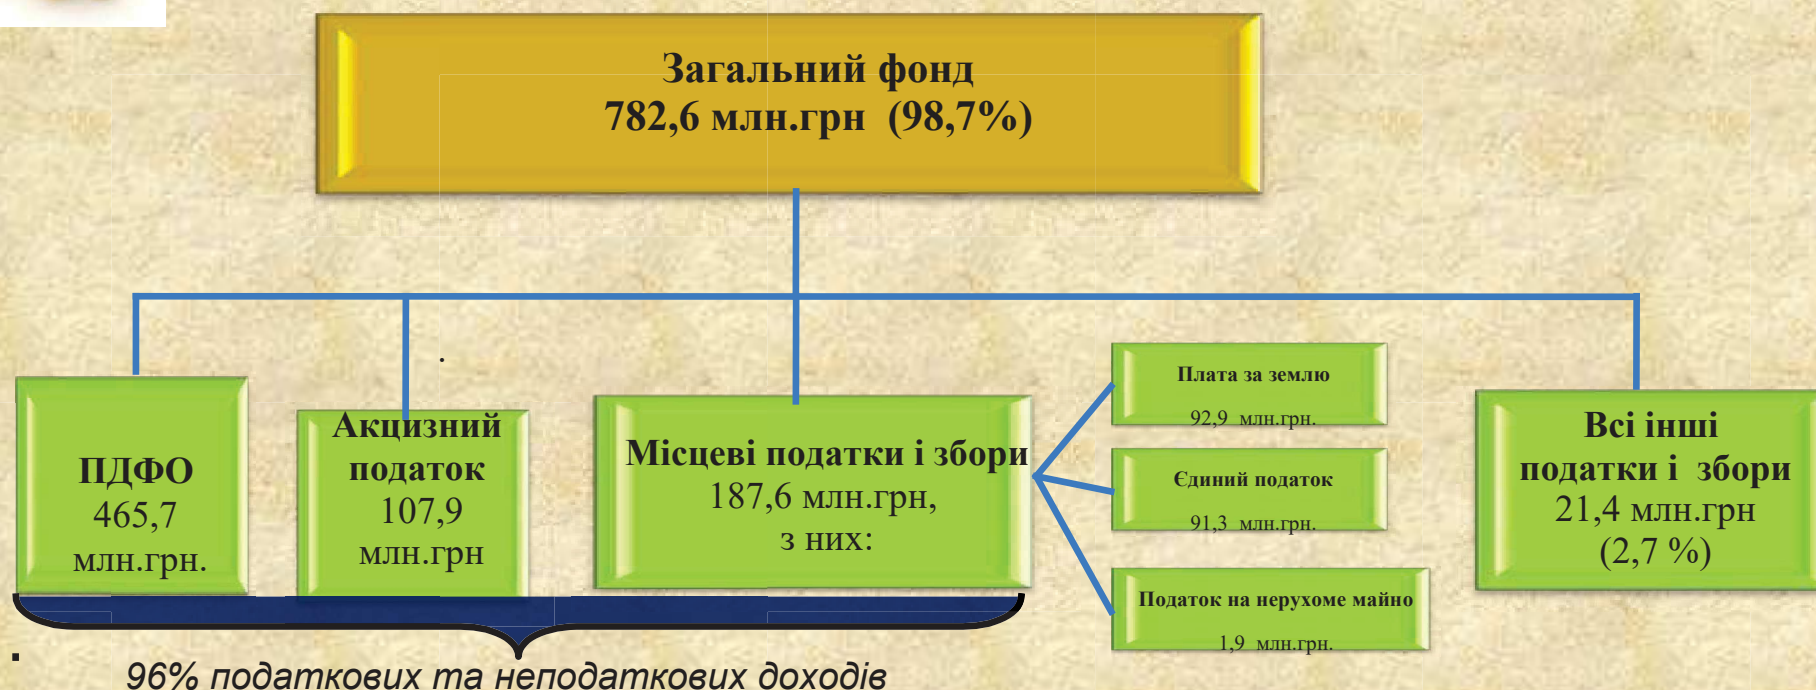 Загальний фонд
782,6 млн.грн (98,7%)
.
ПДФО
465,7
млн.грн.
Акцизний
податок
107,9
млн.грн
Місцеві податки і збори
187,6 млн.грн,
з них:
Плата за землю
92,9 млн.грн.
Єдиний податок
91,3 млн.грн.
Податок на нерухоме майно
1,9 млн.грн.
Всі інші
податки і збори
21,4 млн.грн
(2,7 %)
96% податкових та неподаткових доходів